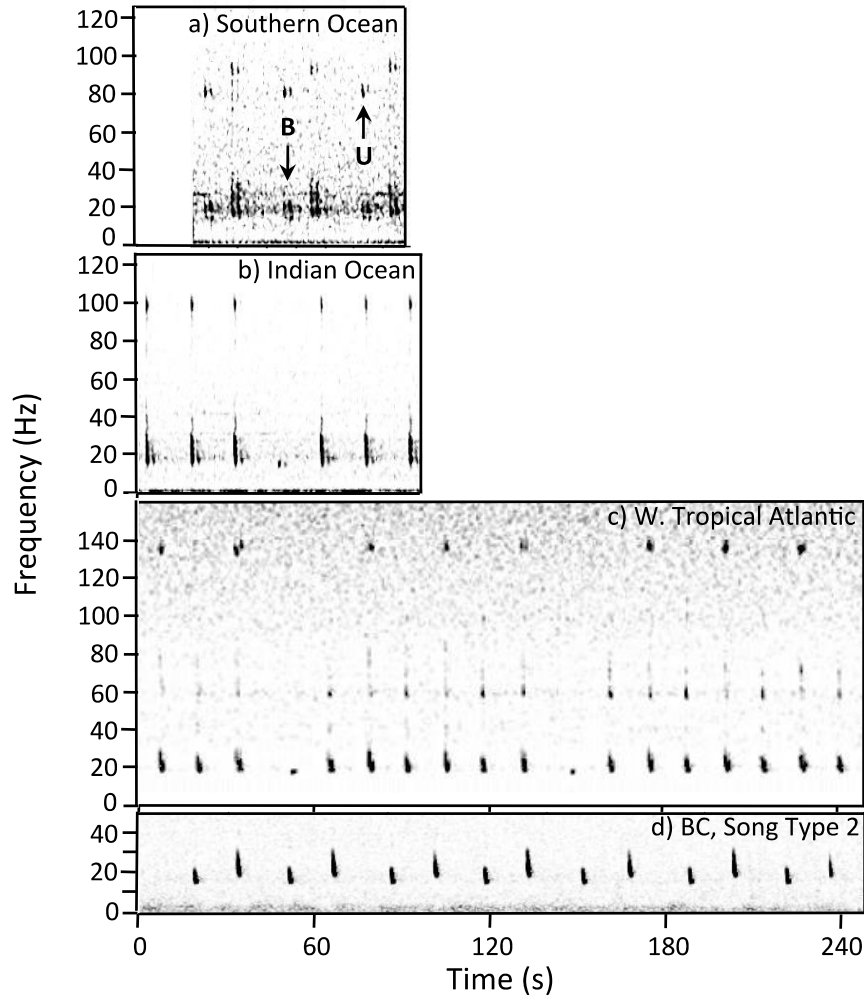 a) Southern Ocean
120
100
80
60
40
20
0
B
U
b) Indian Ocean
120
100
80
60
40
20
0
Frequency (Hz)
c) W. Tropical Atlantic
140
120
100
80
60
40
20
0
d) BC, Song Type 2
40
20
0
0 60 120 180 240
Time (s)